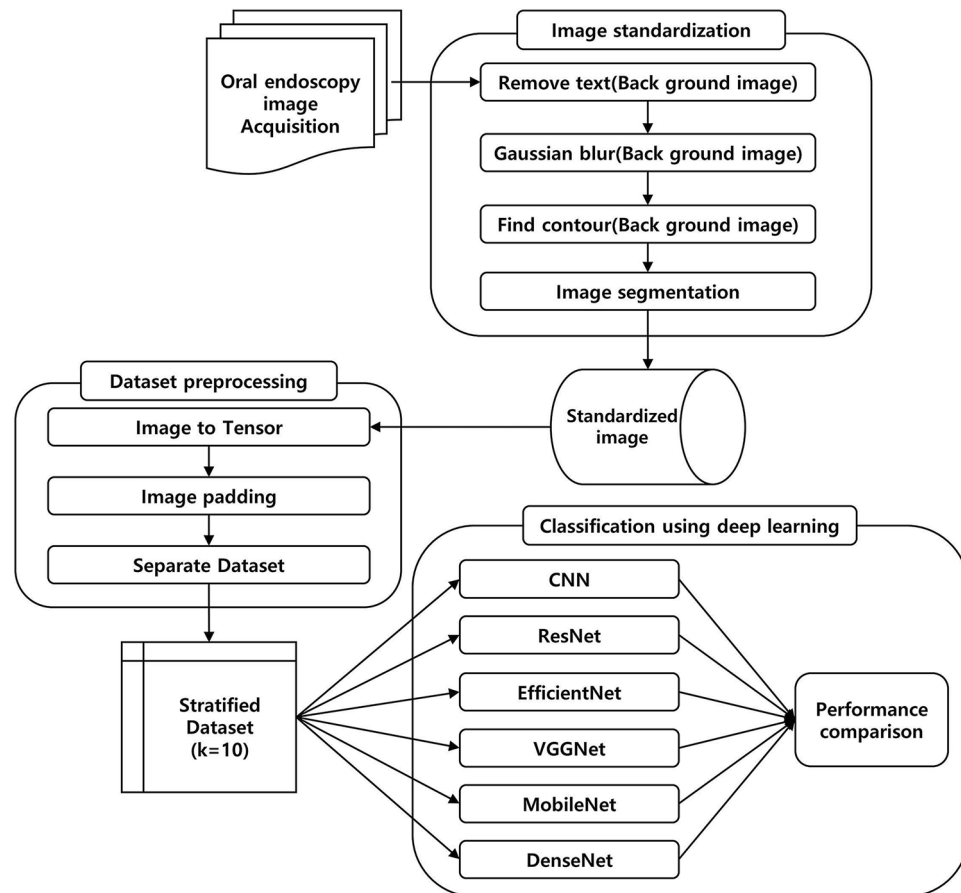 Oral endoscopy
image
Acquisition
Image standardization
Remove text(Back ground image)
Gaussian blur(Back ground image)
Find contour(Back ground image)
Image segmentation
Standardized
image
Dataset preprocessing
Image to Tensor
Image padding
Separate Dataset
Stratified
Dataset
(k=10)
Classification using deep learning
CNN
ResNet
EfficientNet
VGGNet
MobileNet
DenseNet
Performance
comparison